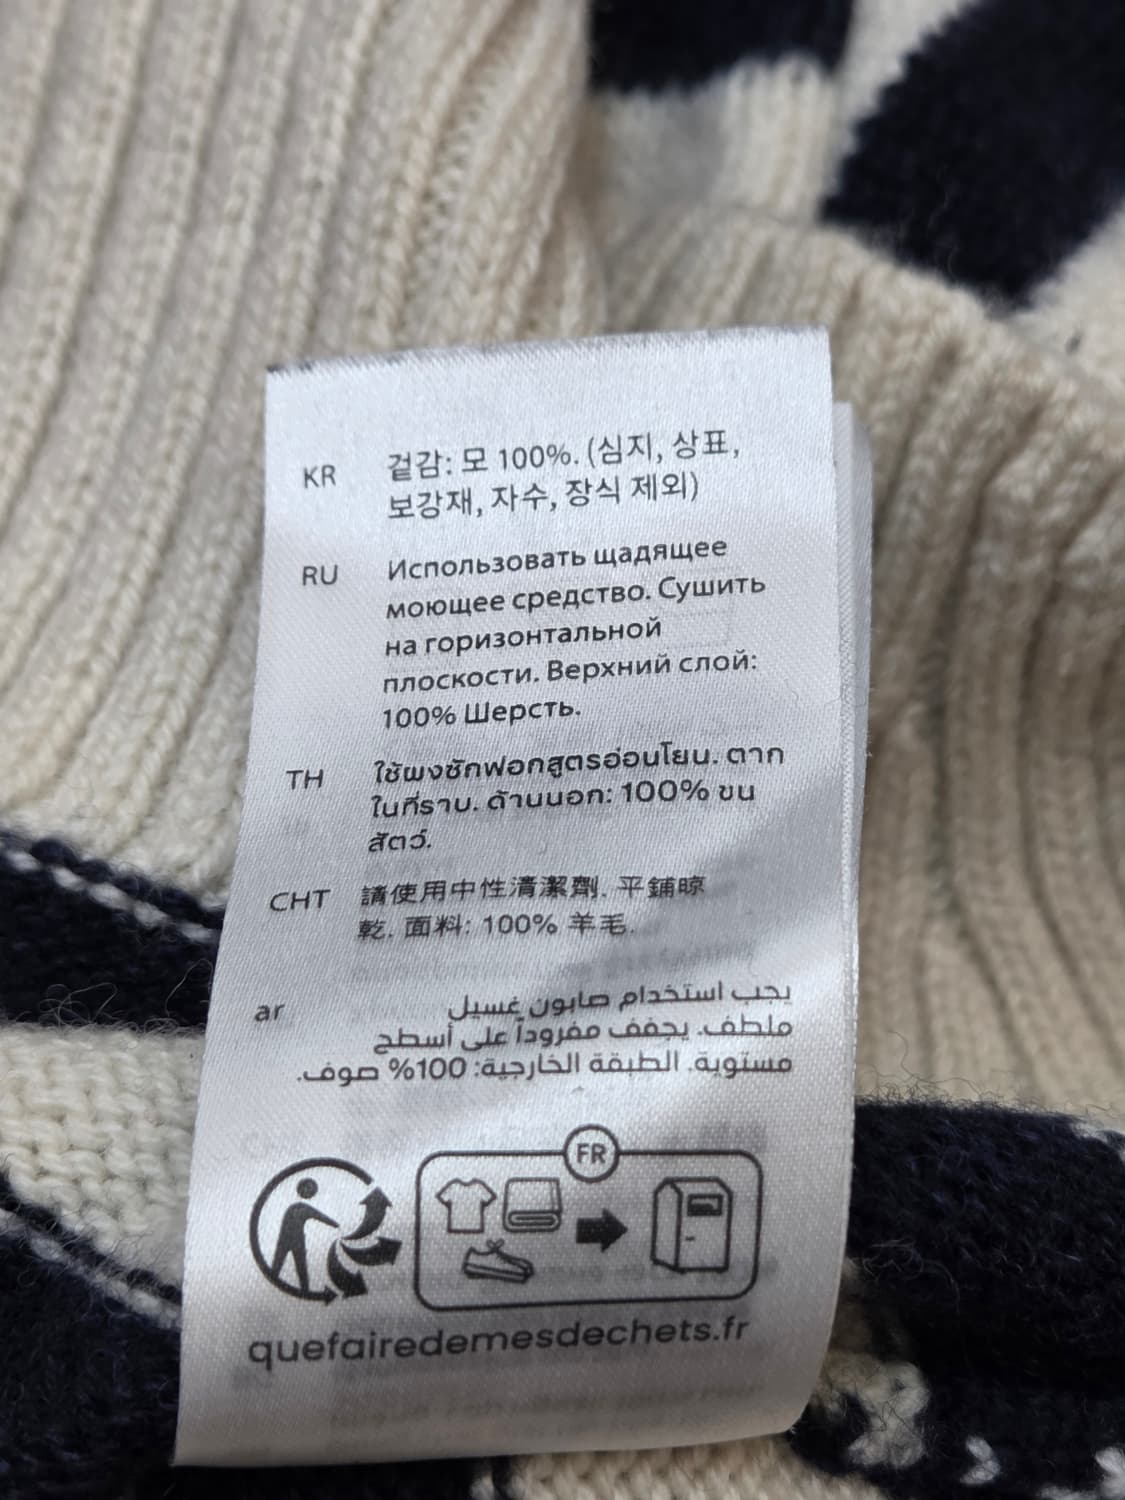 KR 겉감: 모 100%. (심지, 상표,
보강재, 자수, 장식 제외)
RU Использовать щадящее
моющее средство. Сушить
на горизонтальной
плоскости. Верхний слой:
100% Шерсть.
TH ใช้ผงซักฟอกสูตรอ่อนโยน. ตาก
ในที่ราบ. ด้านนอก: 100% ขน
สัตว์.
CHT 請使用中性清潔劑. 平鋪晾
乾. 面料: 100% 羊毛.
ar يجب استخدام صابون غسيل
ملطف. يجفف مفروداً على أسطح
مستوية. الطبقة الخارجية: 100% صوف.
FR
quefairedemesdechets.fr